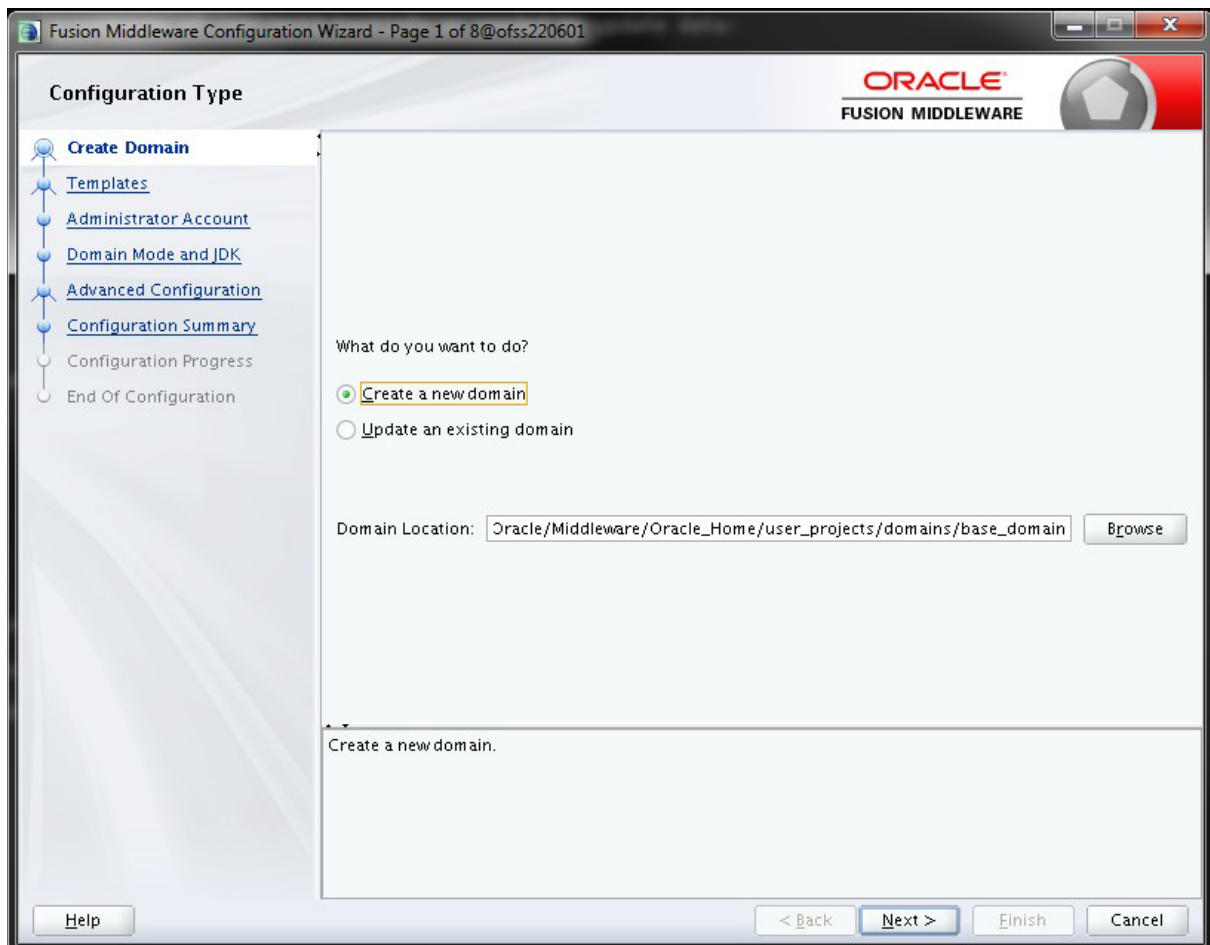 Fusion Middleware Configuration Wizard - Page 1 of 8@ofss220601
Configuration Type
ORACLE
FUSION MIDDLEWARE
Create Domain
Templates
Administrator Account
Domain Mode and JDK
Advanced Configuration
Configuration Summary
Configuration Progress
End Of Configuration
What do you want to do?
Create a new domain
Update an existing domain
Domain Location: Oracle/Middleware/Oracle_Home/user_projects/domains/base_domain Browse
Create a new domain.
Help < Back Next > Finish Cancel